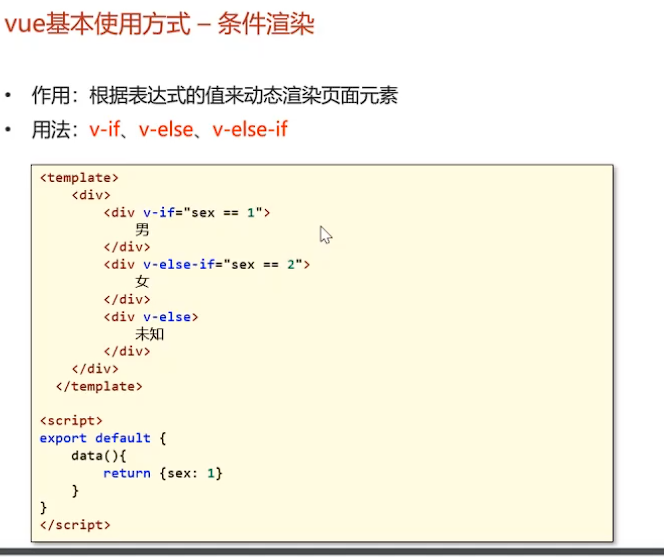 vue基本使用方式 – 条件渲染
• 作用：根据表达式的值来动态渲染页面元素
• 用法：v-if、v-else、v-else-if
<template>
    <div>
        <div v-if="sex == 1">
            男
        </div>
        <div v-else-if="sex == 2">
            女
        </div>
        <div v-else>
            未知
        </div>
    </div>
  </template>

<script>
export default {
    data(){
        return {sex: 1}
    }
}
</script>